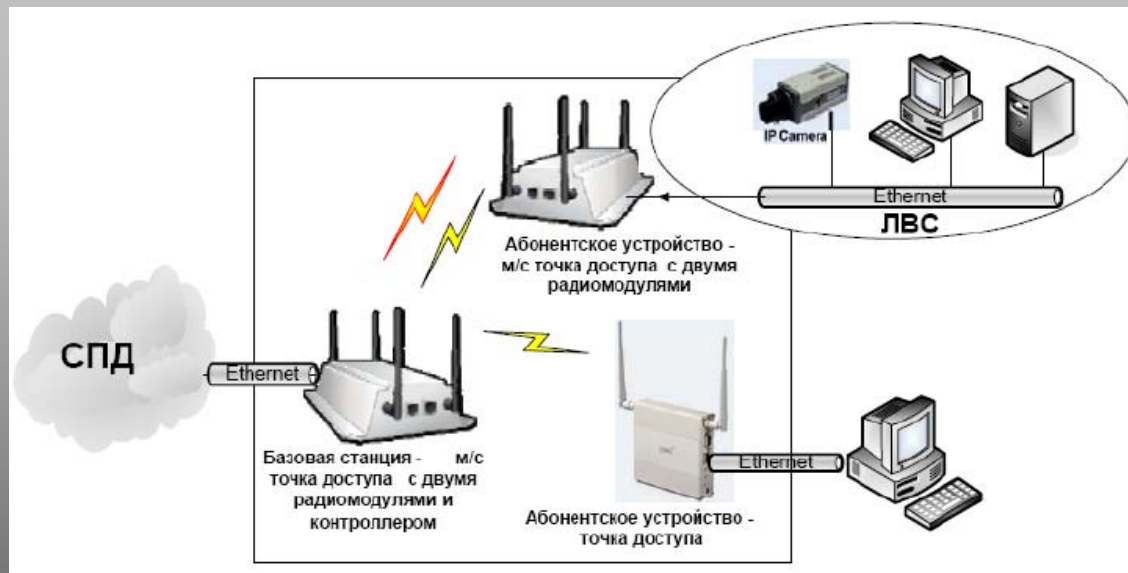 IP Camera
Ethernet
ЛВС
Абонентское устройство -
м/с точка доступа с двумя
радиомодулями
СПД
Ethernet
Базовая станция - м/с
точка доступа с двумя
радиомодулями и
контроллером
Ethernet
Абонентское устройство -
точка доступа